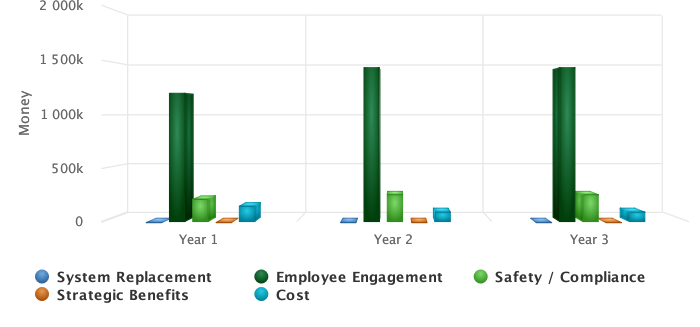 2 000k
1 500k
1 000k
500k
0
Money
Year 1
Year 2
Year 3
System Replacement
Employee Engagement
Safety / Compliance
Strategic Benefits
Cost